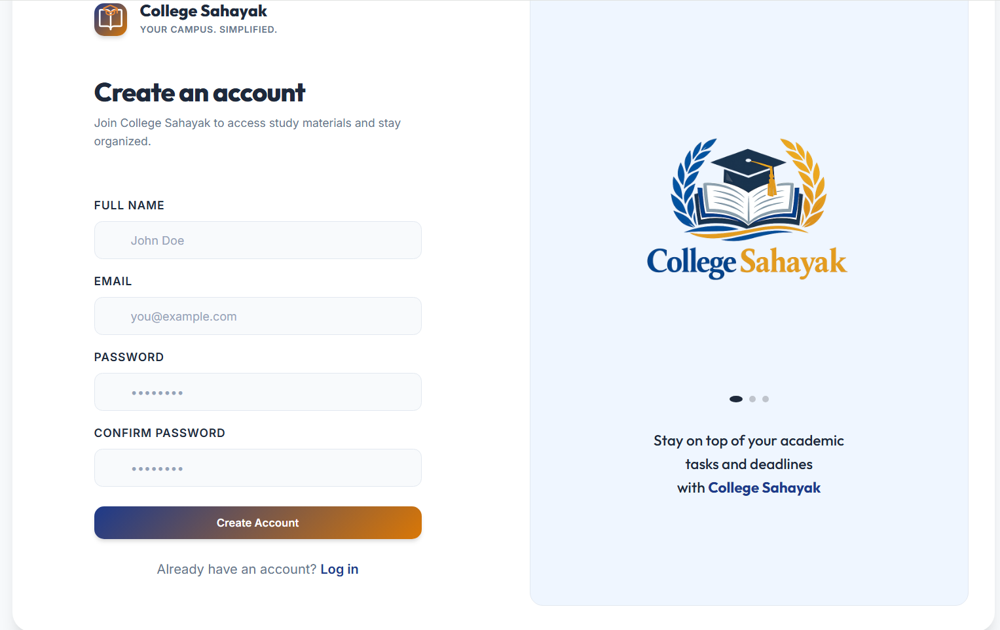 College Sahayak
YOUR CAMPUS. SIMPLIFIED.
Create an account
Join College Sahayak to access study materials and stay
organized.
FULL NAME
John Doe
EMAIL
you@example.com
PASSWORD
••••••••
CONFIRM PASSWORD
••••••••
Create Account
Already have an account? Log in
College Sahayak
Stay on top of your academic
tasks and deadlines
with College Sahayak